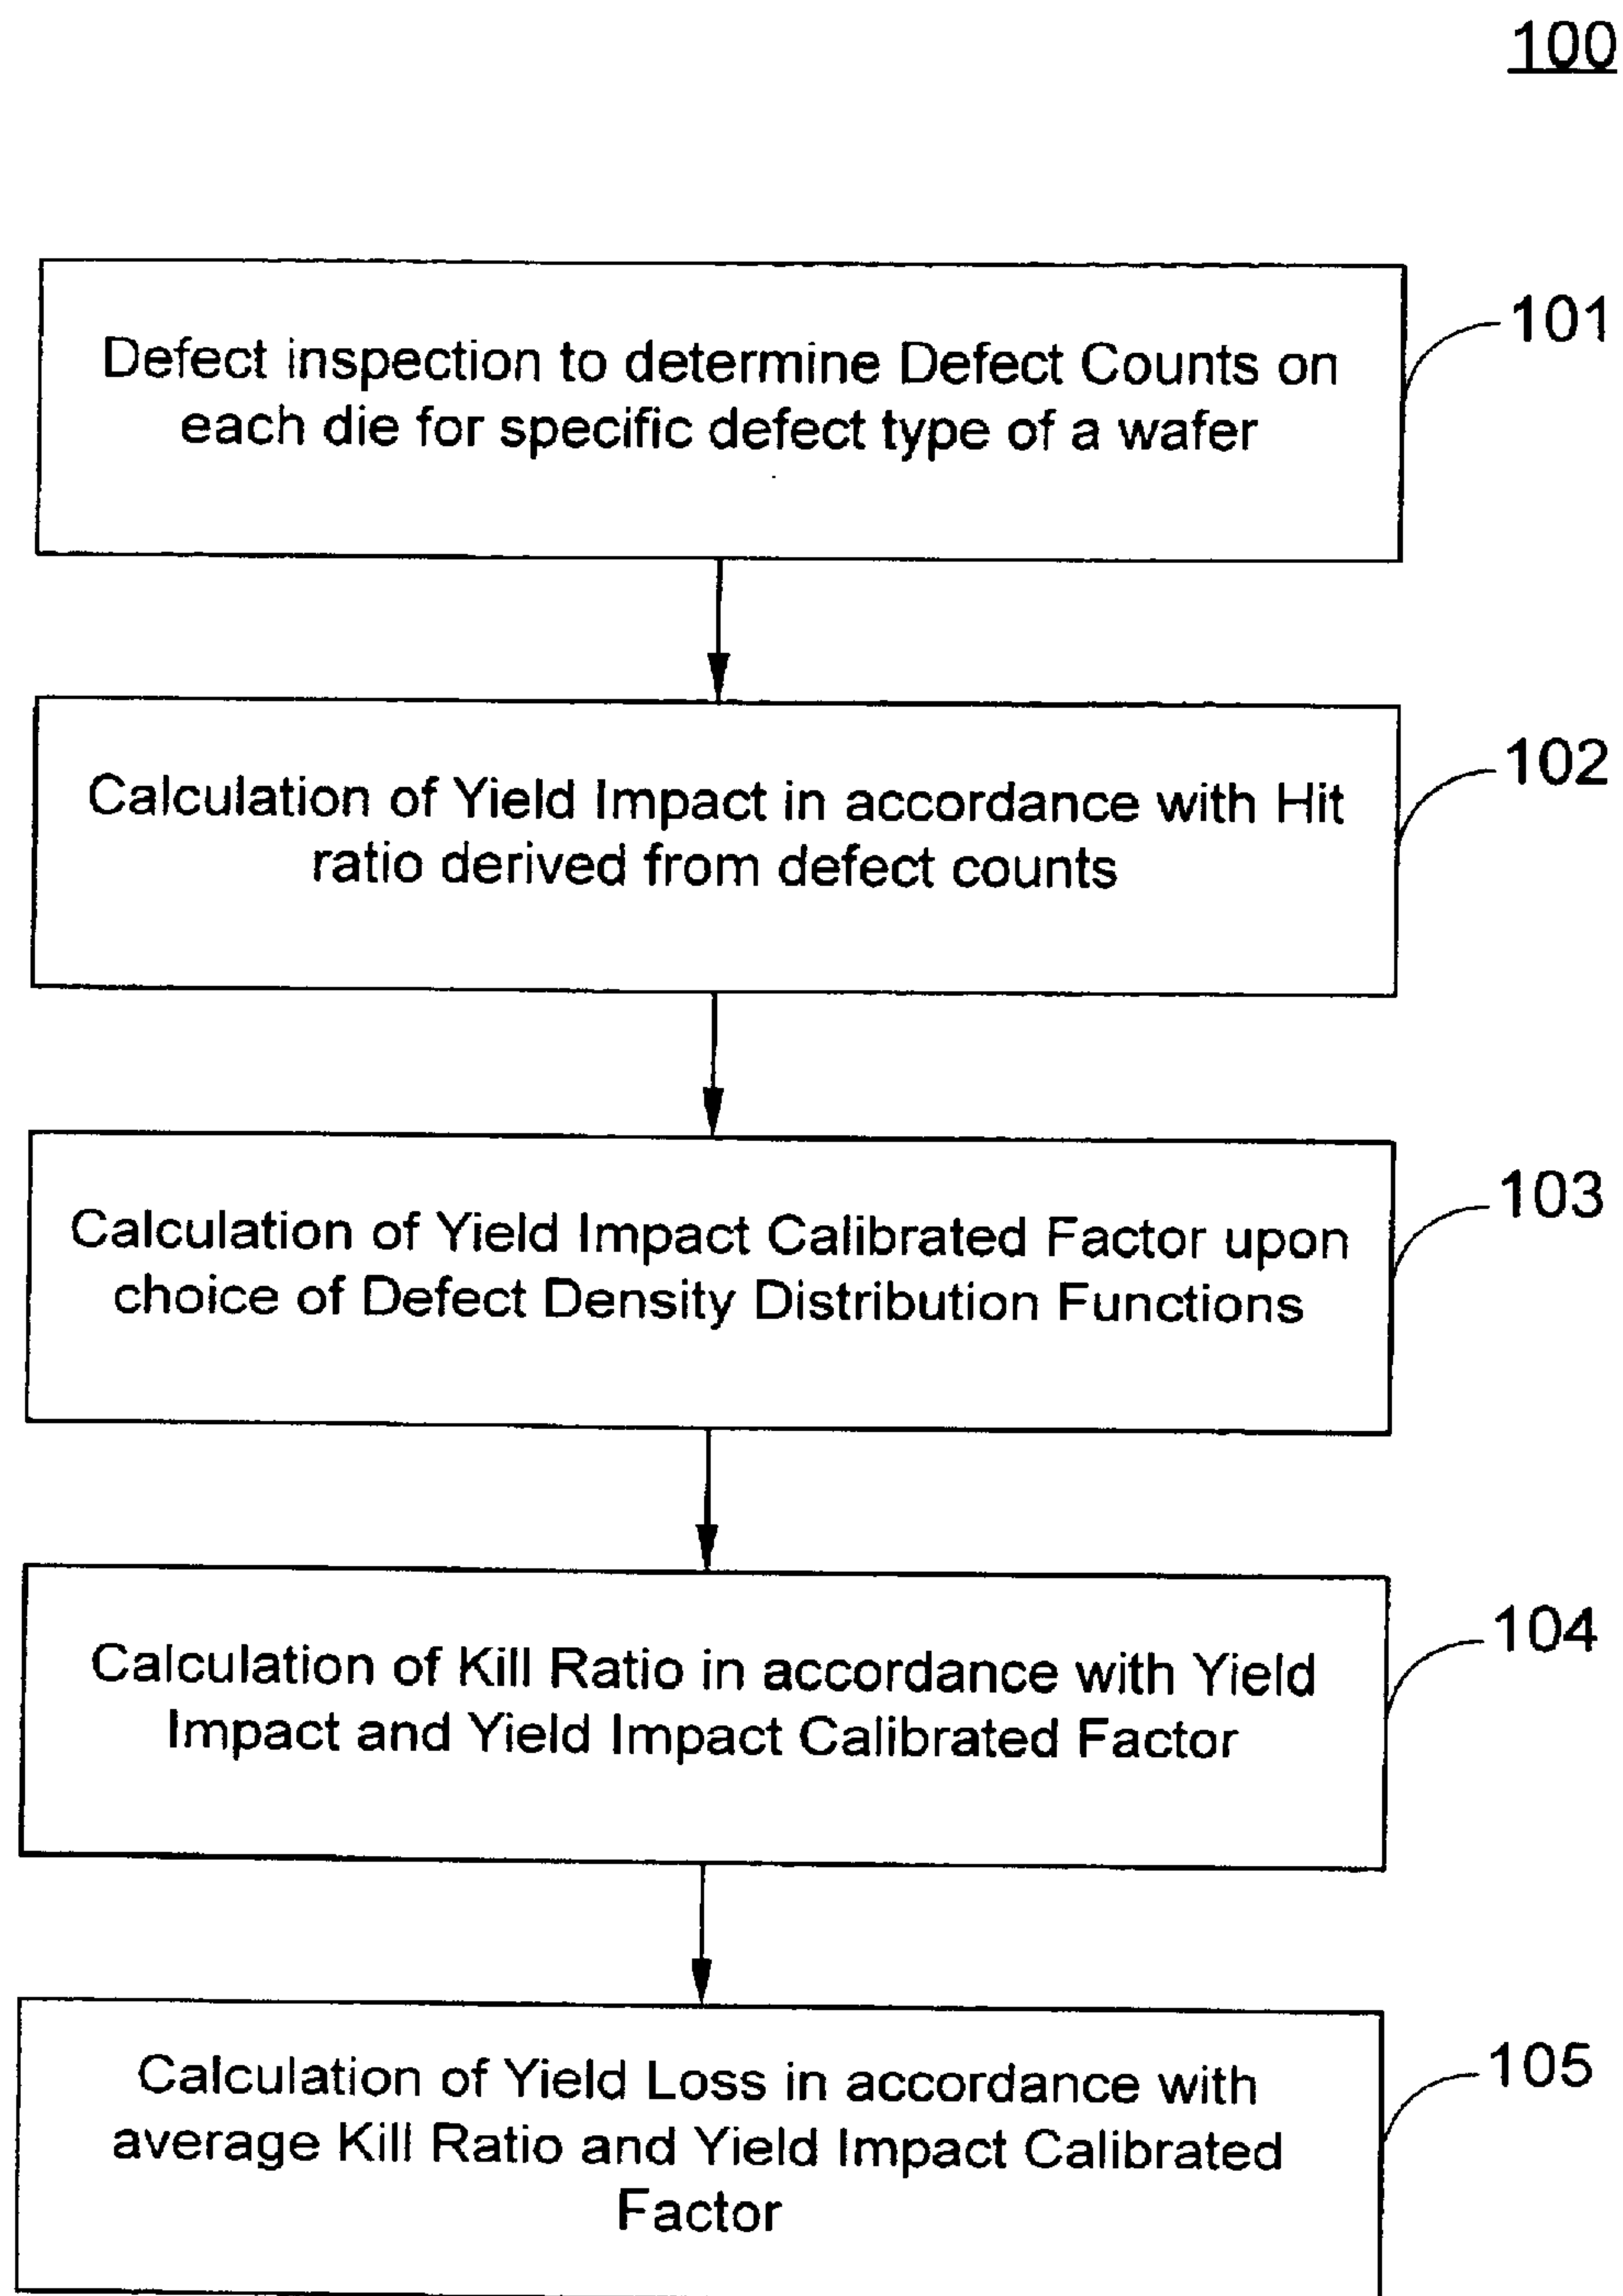 100
Defect inspection to determine Defect Counts on
each die for specific defect type of a wafer
101
Calculation of Yield Impact in accordance with Hit
ratio derived from defect counts
102
Calculation of Yield Impact Calibrated Factor upon
choice of Defect Density Distribution Functions
103
Calculation of Kill Ratio in accordance with Yield
Impact and Yield Impact Calibrated Factor
104
Calculation of Yield Loss in accordance with
average Kill Ratio and Yield Impact Calibrated
Factor
105